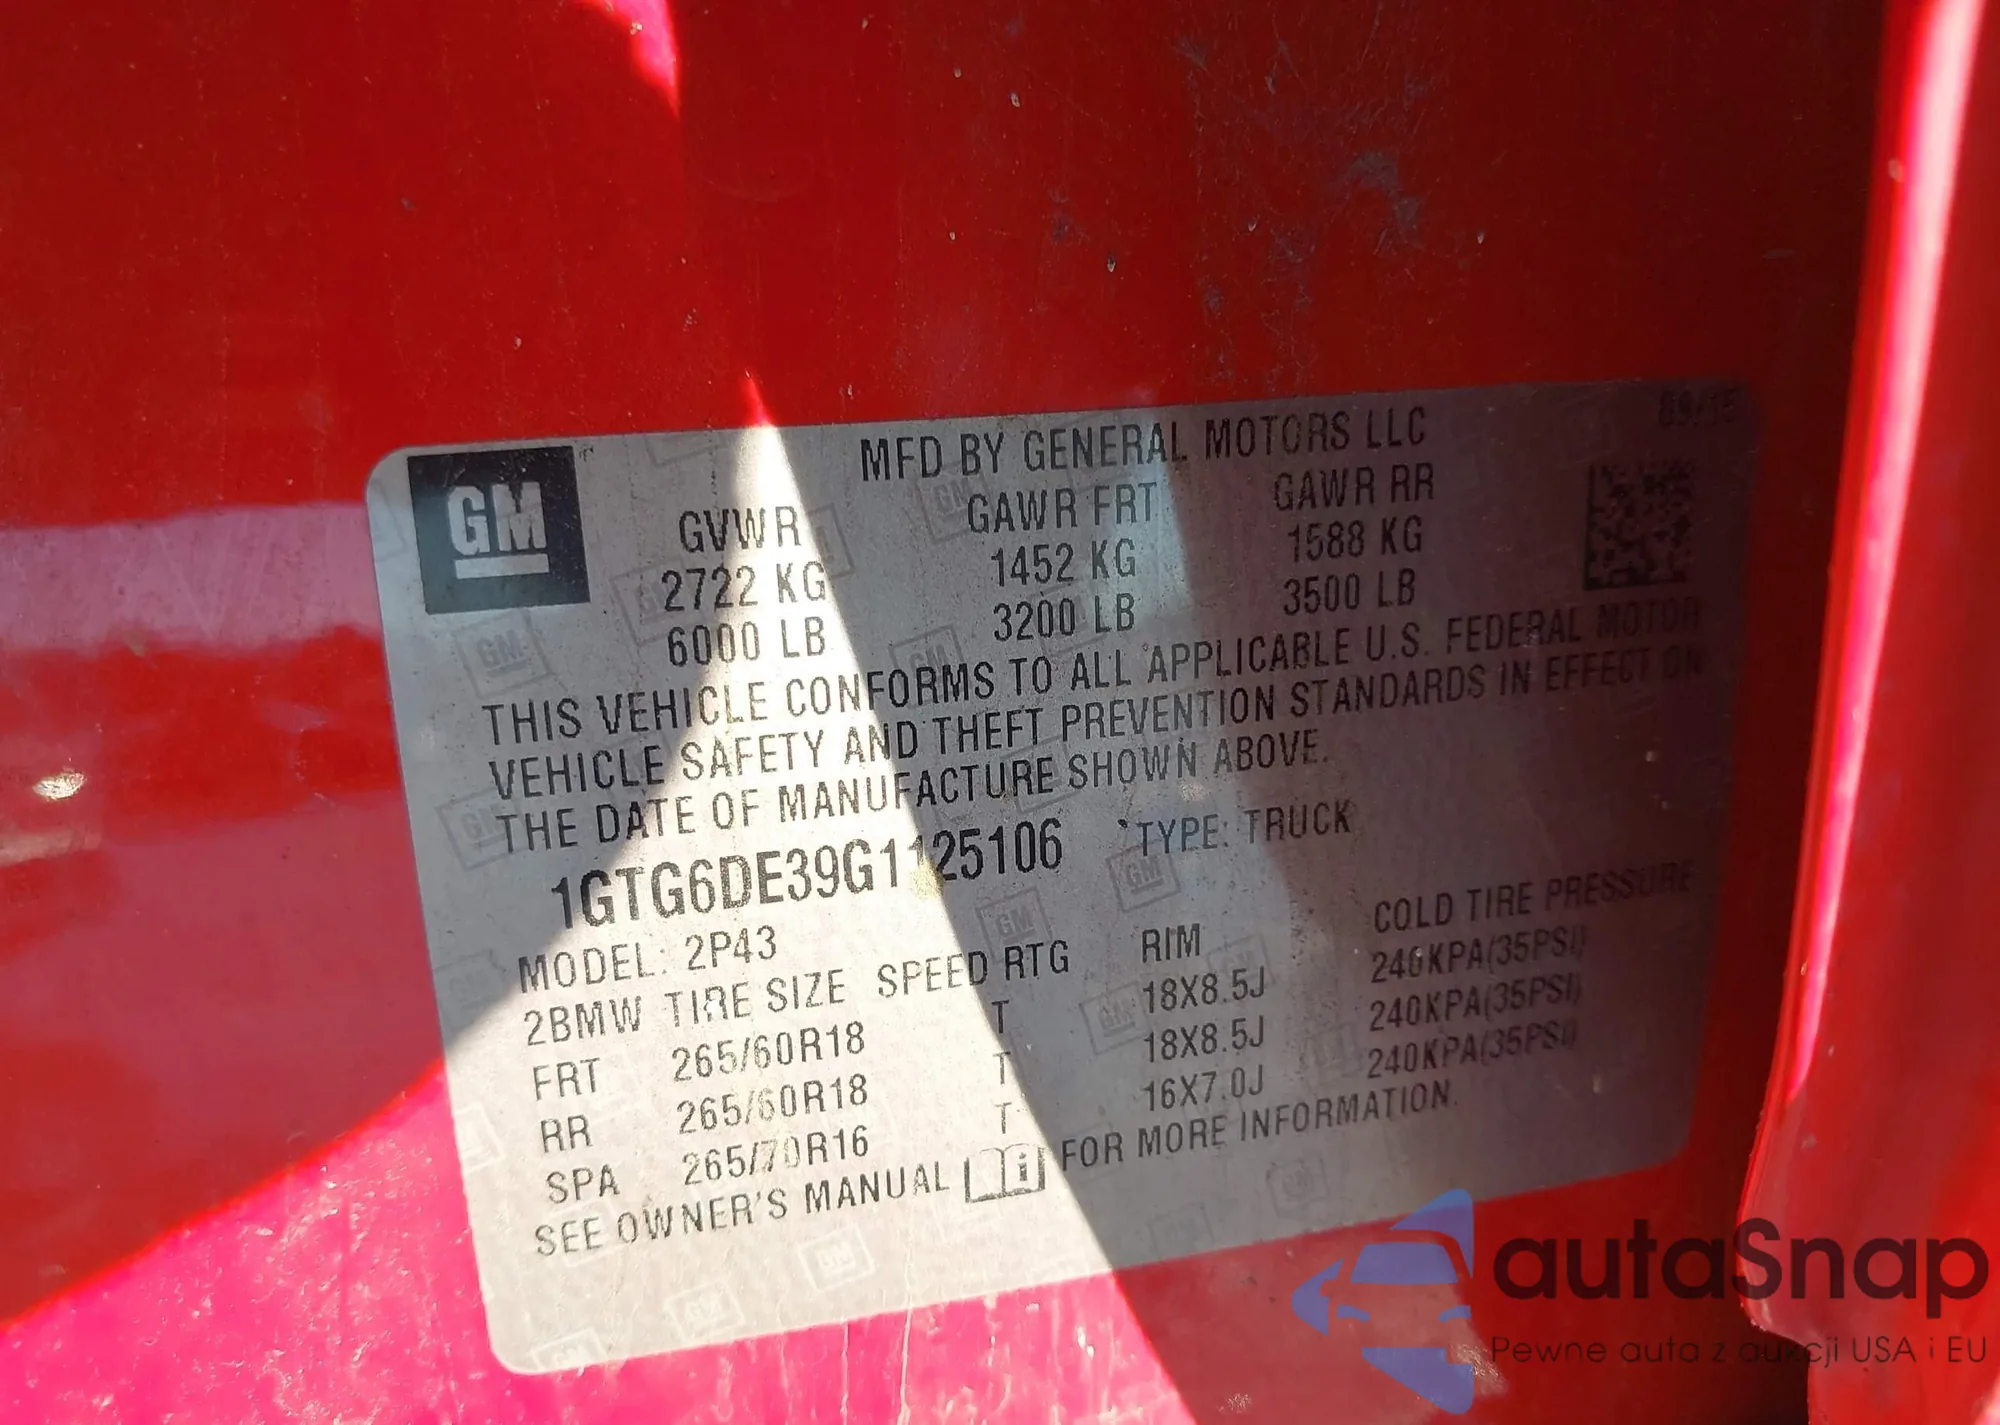 09/15
MFD BY GENERAL MOTORS LLC
GM
GVWR GAWR FRT GAWR RR
2722 KG 1452 KG 1588 KG
6000 LB 3200 LB 3500 LB
THIS VEHICLE CONFORMS TO ALL APPLICABLE U.S. FEDERAL MOTOR
VEHICLE SAFETY AND THEFT PREVENTION STANDARDS IN EFFECT ON
THE DATE OF MANUFACTURE SHOWN ABOVE.
1GTG6DE39G1125106 TYPE: TRUCK
MODEL: 2P43
2BMW TIRE SIZE SPEED RTG RIM COLD TIRE PRESSURE
FRT 265/60R18 T 18X8.5J 240KPA(35PSI)
RR 265/60R18 T 18X8.5J 240KPA(35PSI)
SPA 265/70R16 T 16X7.0J 240KPA(35PSI)
SEE OWNER'S MANUAL i FOR MORE INFORMATION.
autaSnap
Pewne auta z aukcji USA i EU